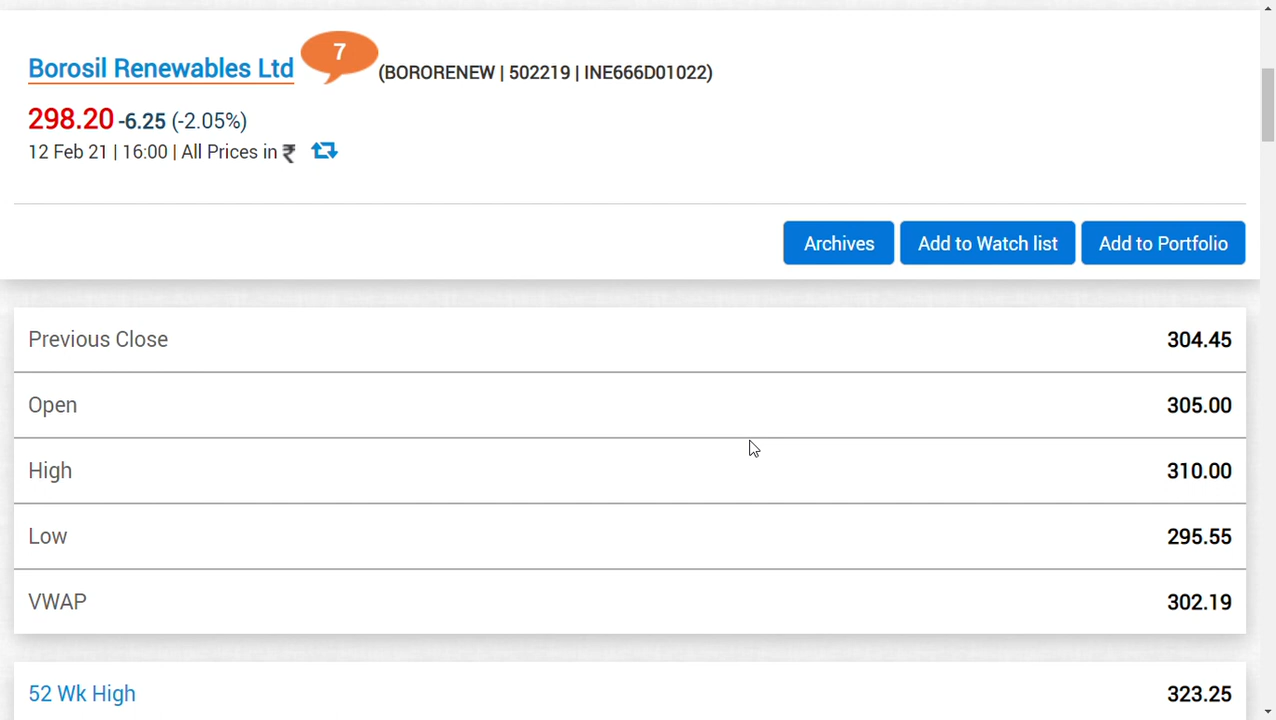 Borosil Renewables Ltd 7 (BORORENEW | 502219 | INE666D01022)
298.20 -6.25 (-2.05%)
12 Feb 21 | 16:00 | All Prices in ₹
Archives Add to Watch list Add to Portfolio
Previous Close 304.45
Open 305.00
High 310.00
Low 295.55
VWAP 302.19
52 Wk High 323.25